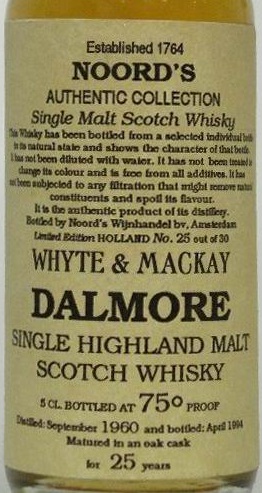 Established 1764
NOORD'S
AUTHENTIC COLLECTION
Single Malt Scotch Whisky
This Whisky has been bottled from a selected individual
in its natural state and shows the character of that bottle.
It has not been diluted with water. It has not been treated to
change its colour and is free from all additives. It has
not been subjected to any filtration that might remove natural
constituents and spoil its flavour.
It is the authentic product of its distillery.
Bottled by Noord's Wijnhandel bv, Amsterdam
Limited Edition HOLLAND No. 25 out of 30
WHYTE & MACKAY
DALMORE
SINGLE HIGHLAND MALT
SCOTCH WHISKY
5 CL. BOTTLED AT 75° PROOF
Distilled: September 1960 and bottled: April 1994
Matured in an oak cask
for 25 years